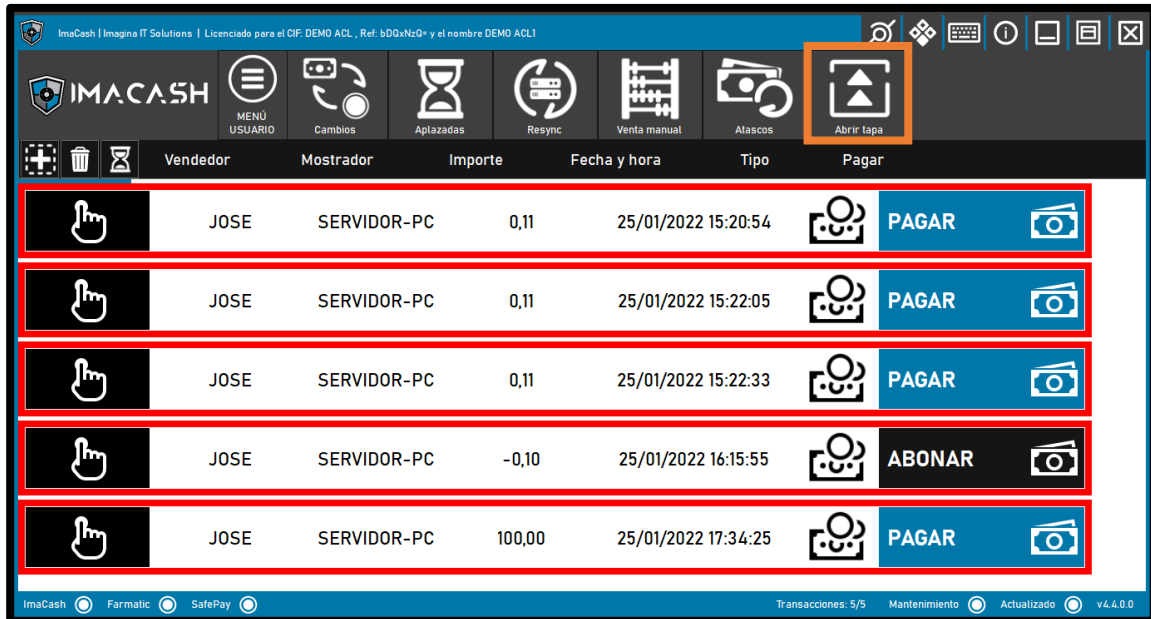 ImaCash | Imagina IT Solutions | Licenciado para el CIF: DEMO ACL , Ref: bDQxNzQ= y el nombre DEMO ACL1
IMACASH
MENÚ
USUARIO
Cambios
Aplazadas
Resync
Venta manual
Atascos
Abrir tapa
Vendedor Mostrador Importe Fecha y hora Tipo Pagar
JOSE SERVIDOR-PC 0,11 25/01/2022 15:20:54 PAGAR
JOSE SERVIDOR-PC 0,11 25/01/2022 15:22:05 PAGAR
JOSE SERVIDOR-PC 0,11 25/01/2022 15:22:33 PAGAR
JOSE SERVIDOR-PC -0,10 25/01/2022 16:15:55 ABONAR
JOSE SERVIDOR-PC 100,00 25/01/2022 17:34:25 PAGAR
ImaCash Farmatic SafePay Transacciones: 5/5 Mantenimiento Actualizado v4.4.0.0